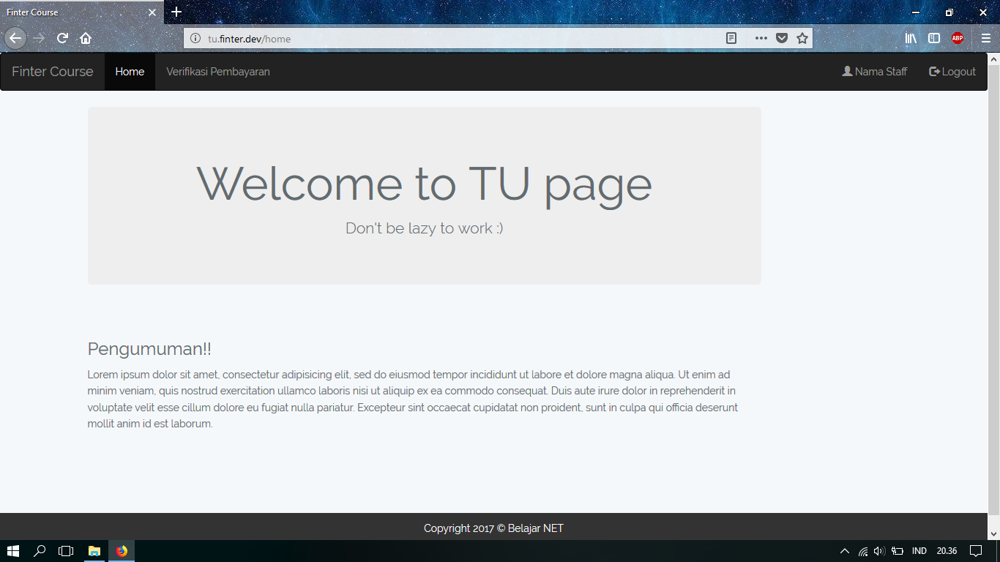 Finter Course
tu.finter.dev/home
ABP
Finter Course Home Verifikasi Pembayaran Nama Staff Logout
Welcome to TU page
Don't be lazy to work :)
Pengumuman!!
Lorem ipsum dolor sit amet, consectetur adipisicing elit, sed do eiusmod tempor incididunt ut labore et dolore magna aliqua. Ut enim ad
minim veniam, quis nostrud exercitation ullamco laboris nisi ut aliquip ex ea commodo consequat. Duis aute irure dolor in reprehenderit in
voluptate velit esse cillum dolore eu fugiat nulla pariatur. Excepteur sint occaecat cupidatat non proident, sunt in culpa qui officia deserunt
mollit anim id est laborum.
Copyright 2017 © Belajar NET
IND 20.36